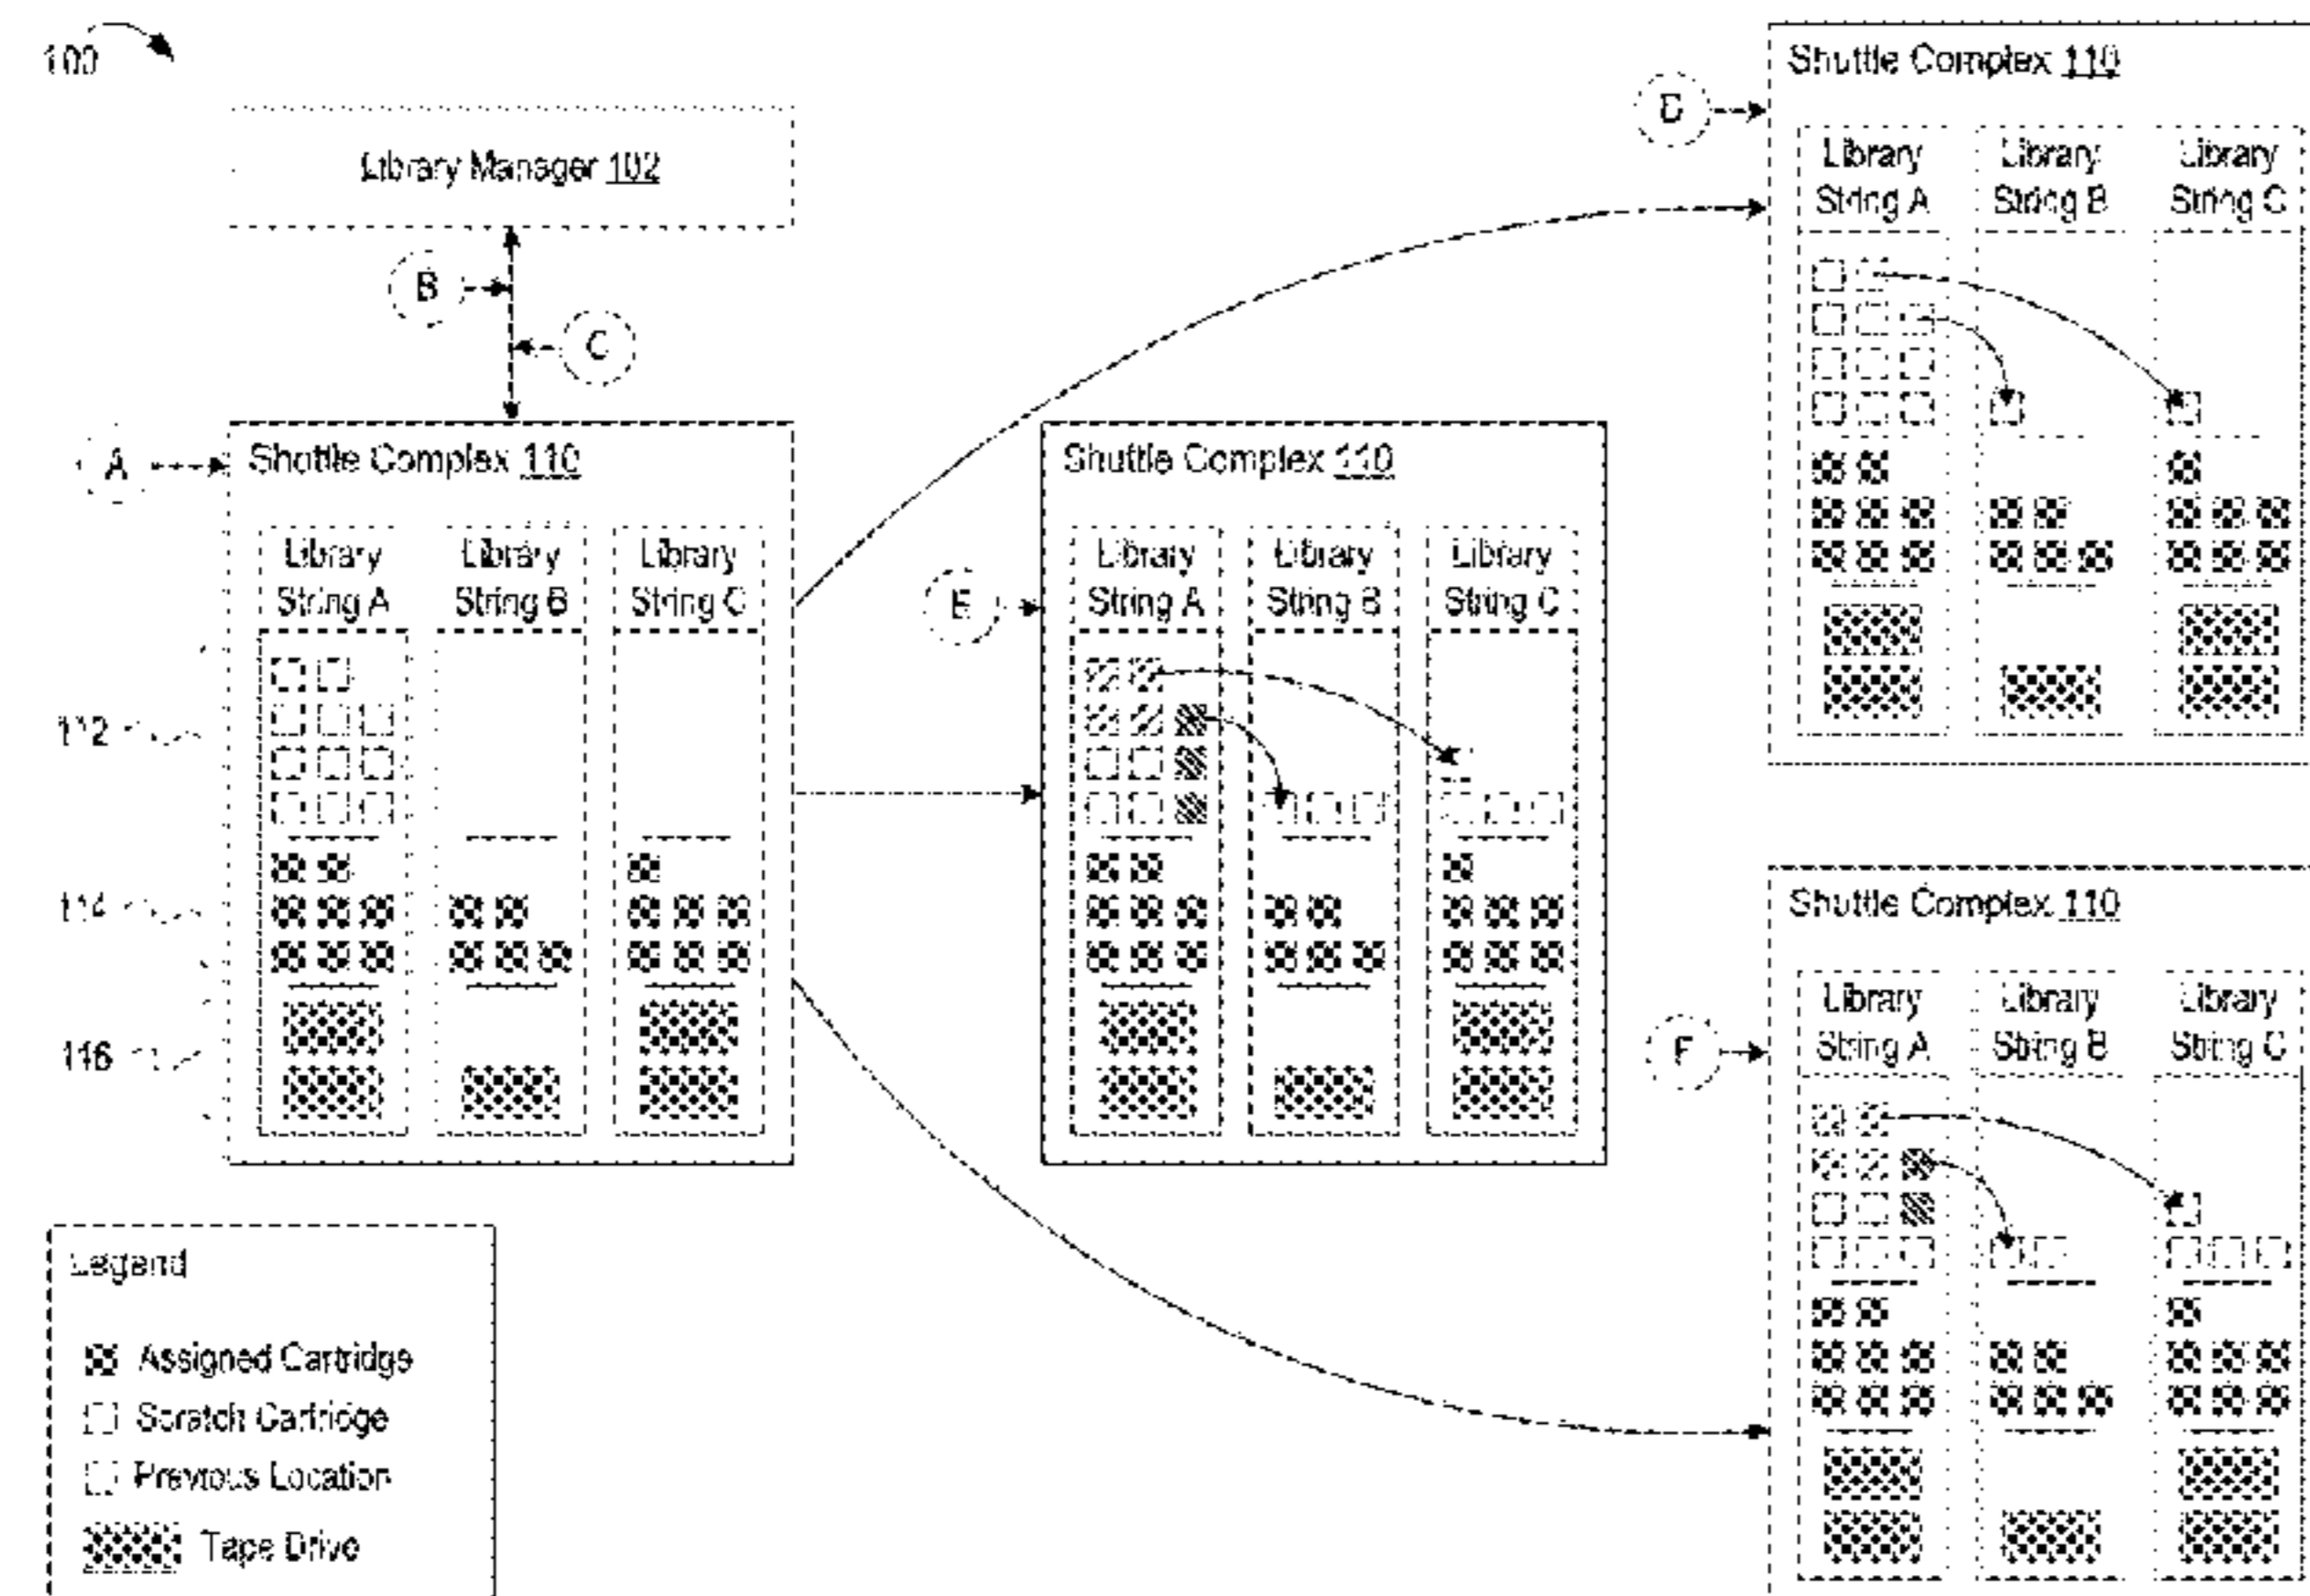 100
Library Manager 102
B
C
A
Shuttle Complex 110
Library String A
Library String B
Library String C
112
114
116
E
Shuttle Complex 110
Library String A
Library String B
Library String C
D
Shuttle Complex 110
Library String A
Library String B
Library String C
F
Shuttle Complex 110
Library String A
Library String B
Library String C
Legend
Assigned Cartridge
Scratch Cartridge
Previous Location
Tape Drive